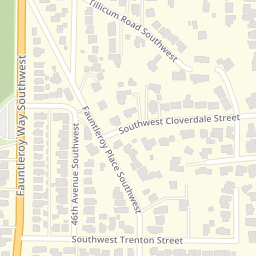 Tillicum Road Southwest
Southwest Cloverdale Street
Fauntleroy Way Southwest
Fauntleroy Place Southwest
46th Avenue Southwest
Southwest Trenton Street